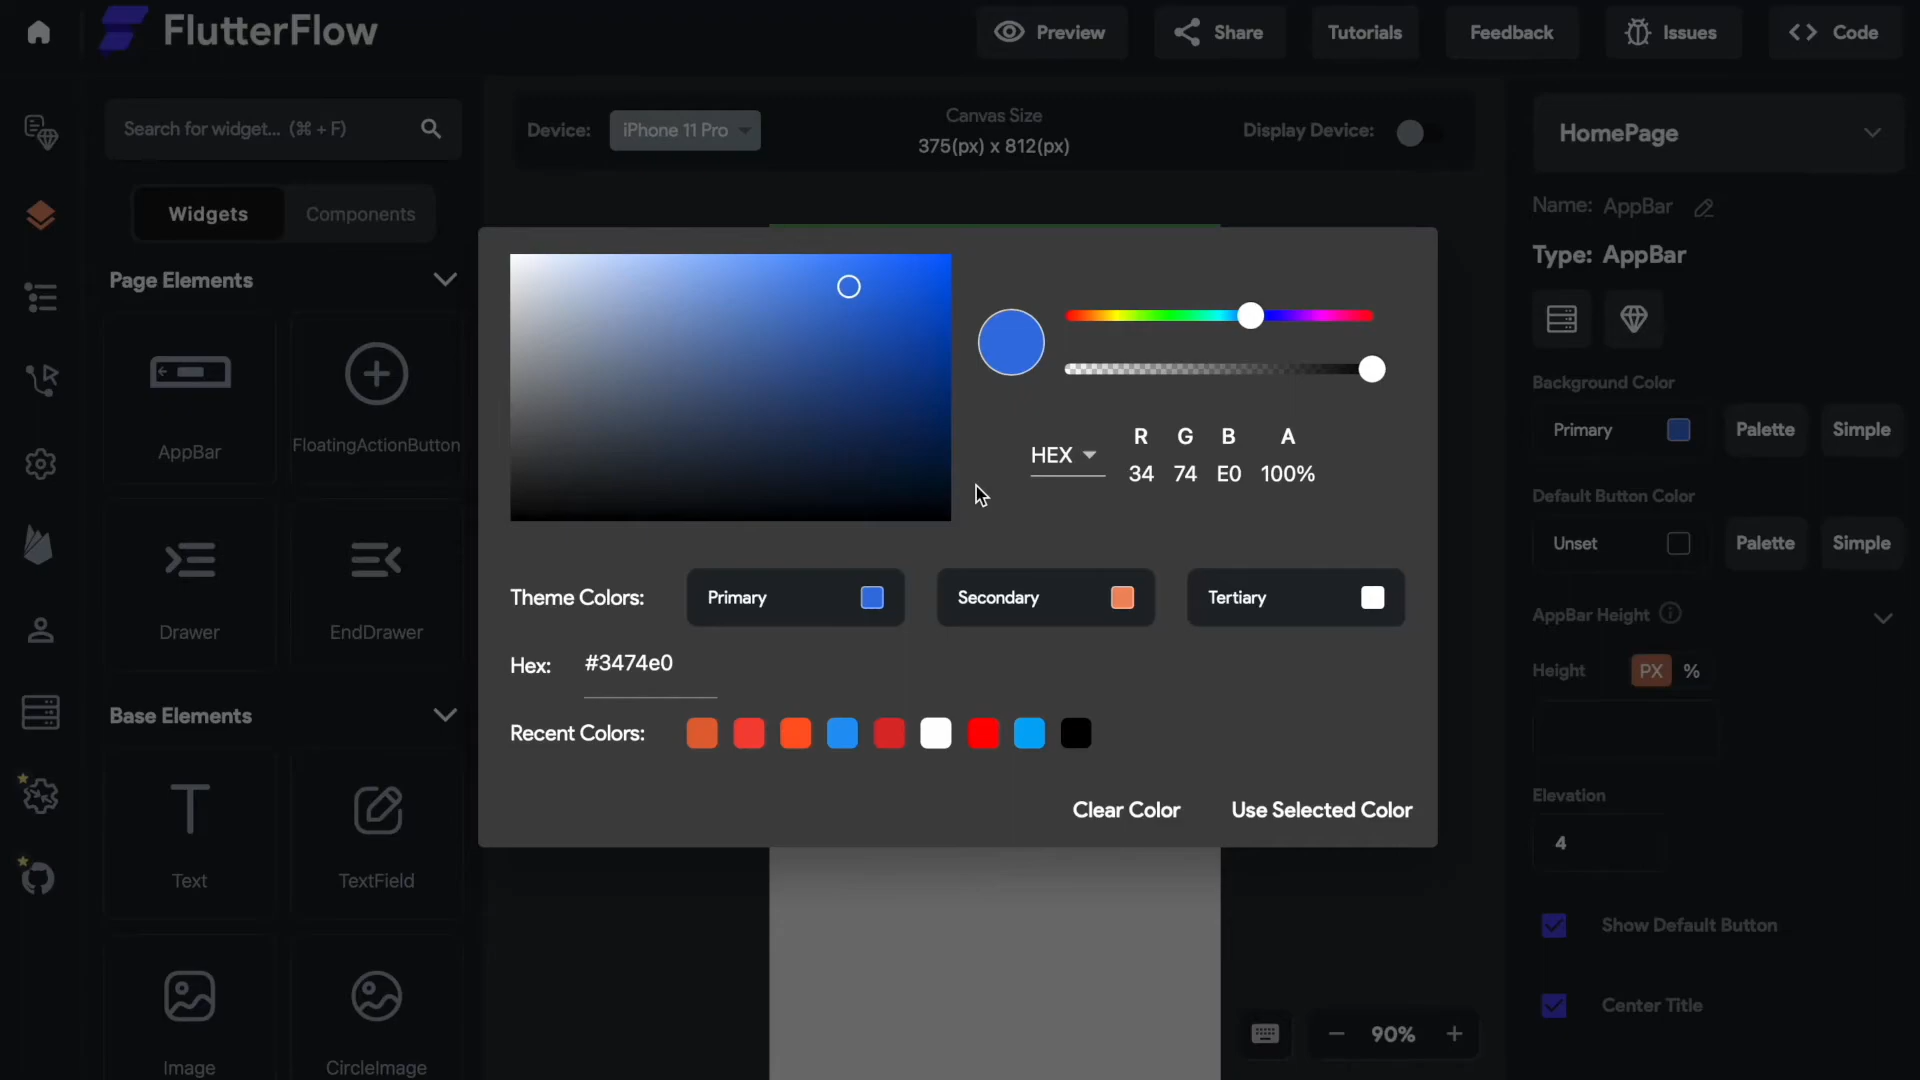 FlutterFlow
Preview
Share
Tutorials
Feedback
Issues
Code
Search for widget... (⌘ + F)
Widgets
Components
Page Elements
AppBar
FloatingActionButton
Drawer
EndDrawer
Base Elements
Text
TextField
Image
CircleImage
Device:
iPhone 11 Pro
Canvas Size
375(px) x 812(px)
Display Device:
HEX
R G B A
34 74 E0 100%
Theme Colors:
Primary
Secondary
Tertiary
Hex: #3474e0
Recent Colors:
Clear Color
Use Selected Color
90%
HomePage
Name: AppBar
Type: AppBar
Background Color
Primary
Palette
Simple
Default Button Color
Unset
Palette
Simple
AppBar Height
Height
PX %
Elevation
4
Show Default Button
Center Title